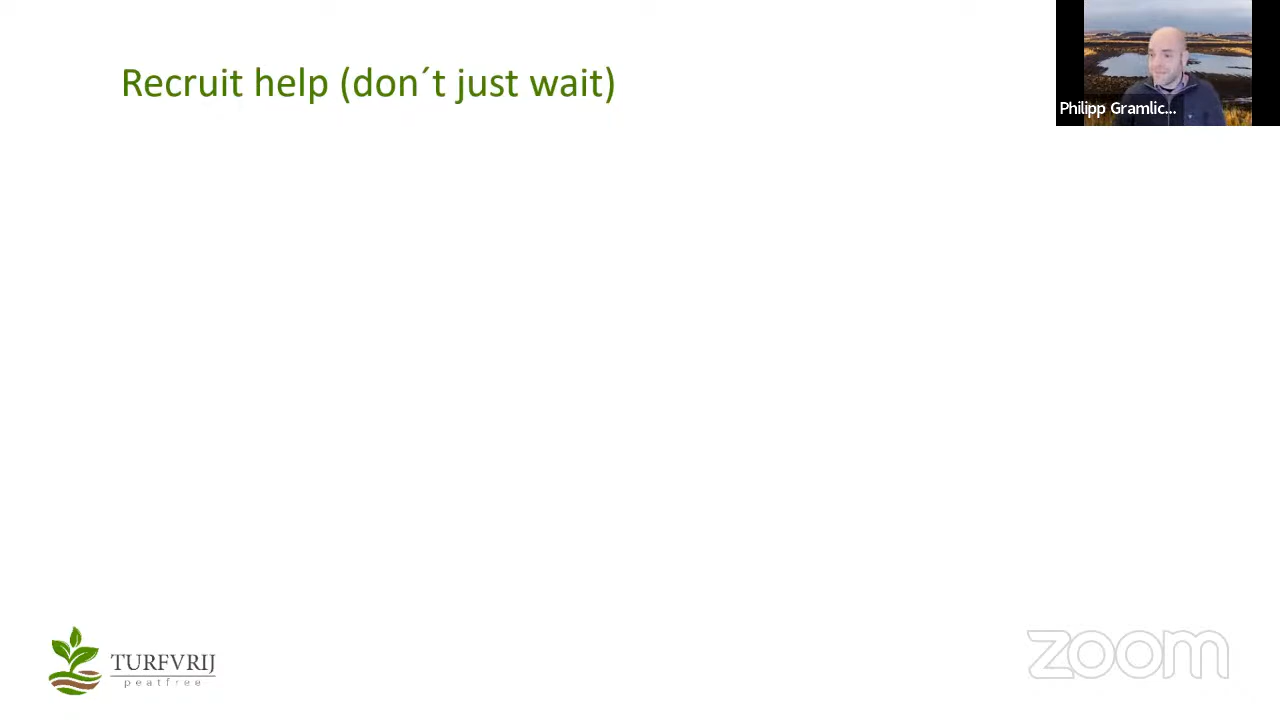 Recruit help (don´t just wait)
Philipp Gramlic...
TURFVRIJ
peatfree
zoom